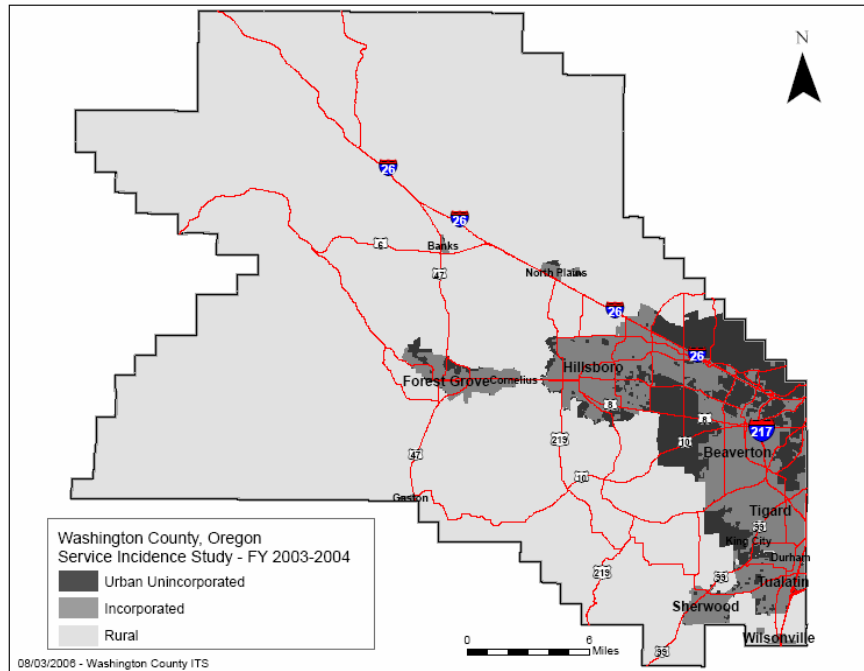 N
26
26
6
Banks
47
North Plains
26
26
Hillsboro
Forest Grove
Cornelius
8
8
217
219
10
Beaverton
47
10
Gaston
Tigard
99
King City
Durham
219
99
Tualatin
Sherwood
Wilsonville
99
Washington County, Oregon
Service Incidence Study - FY 2003-2004
Urban Unincorporated
Incorporated
Rural
0 6
Miles
08/03/2006 - Washington County ITS